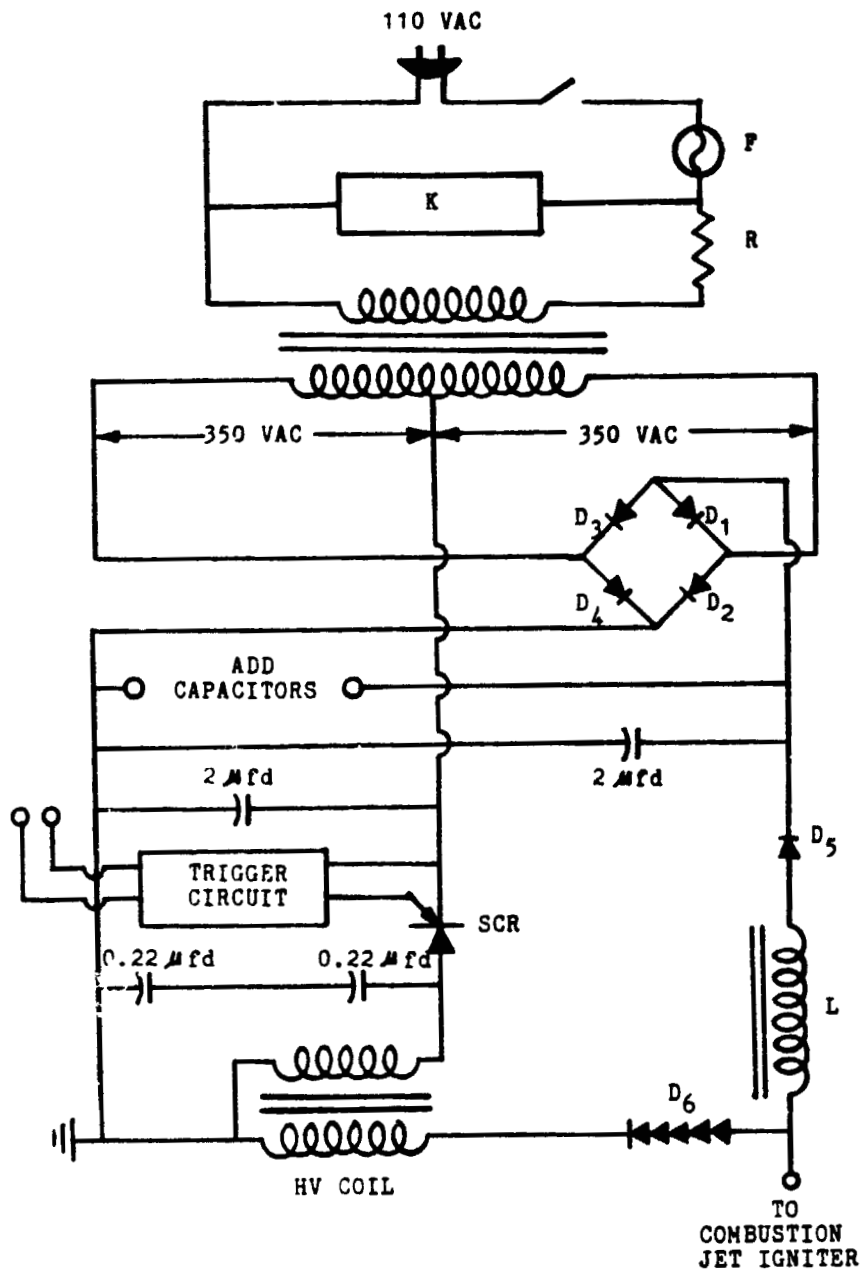 110 VAC
F
K
R
350 VAC
350 VAC
D3
D1
D4
D2
ADD
CAPACITORS
2 μfd
2 μfd
D5
TRIGGER
CIRCUIT
SCR
0.22 μfd
0.22 μfd
L
D6
HV COIL
TO
COMBUSTION
JET IGNITER